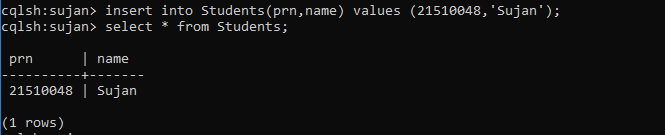 cqlsh:sujan> insert into Students(prn,name) values (21510048,'Sujan');
cqlsh:sujan> select * from Students;
 prn      | name
----------+-------
 21510048 | Sujan
(1 rows)